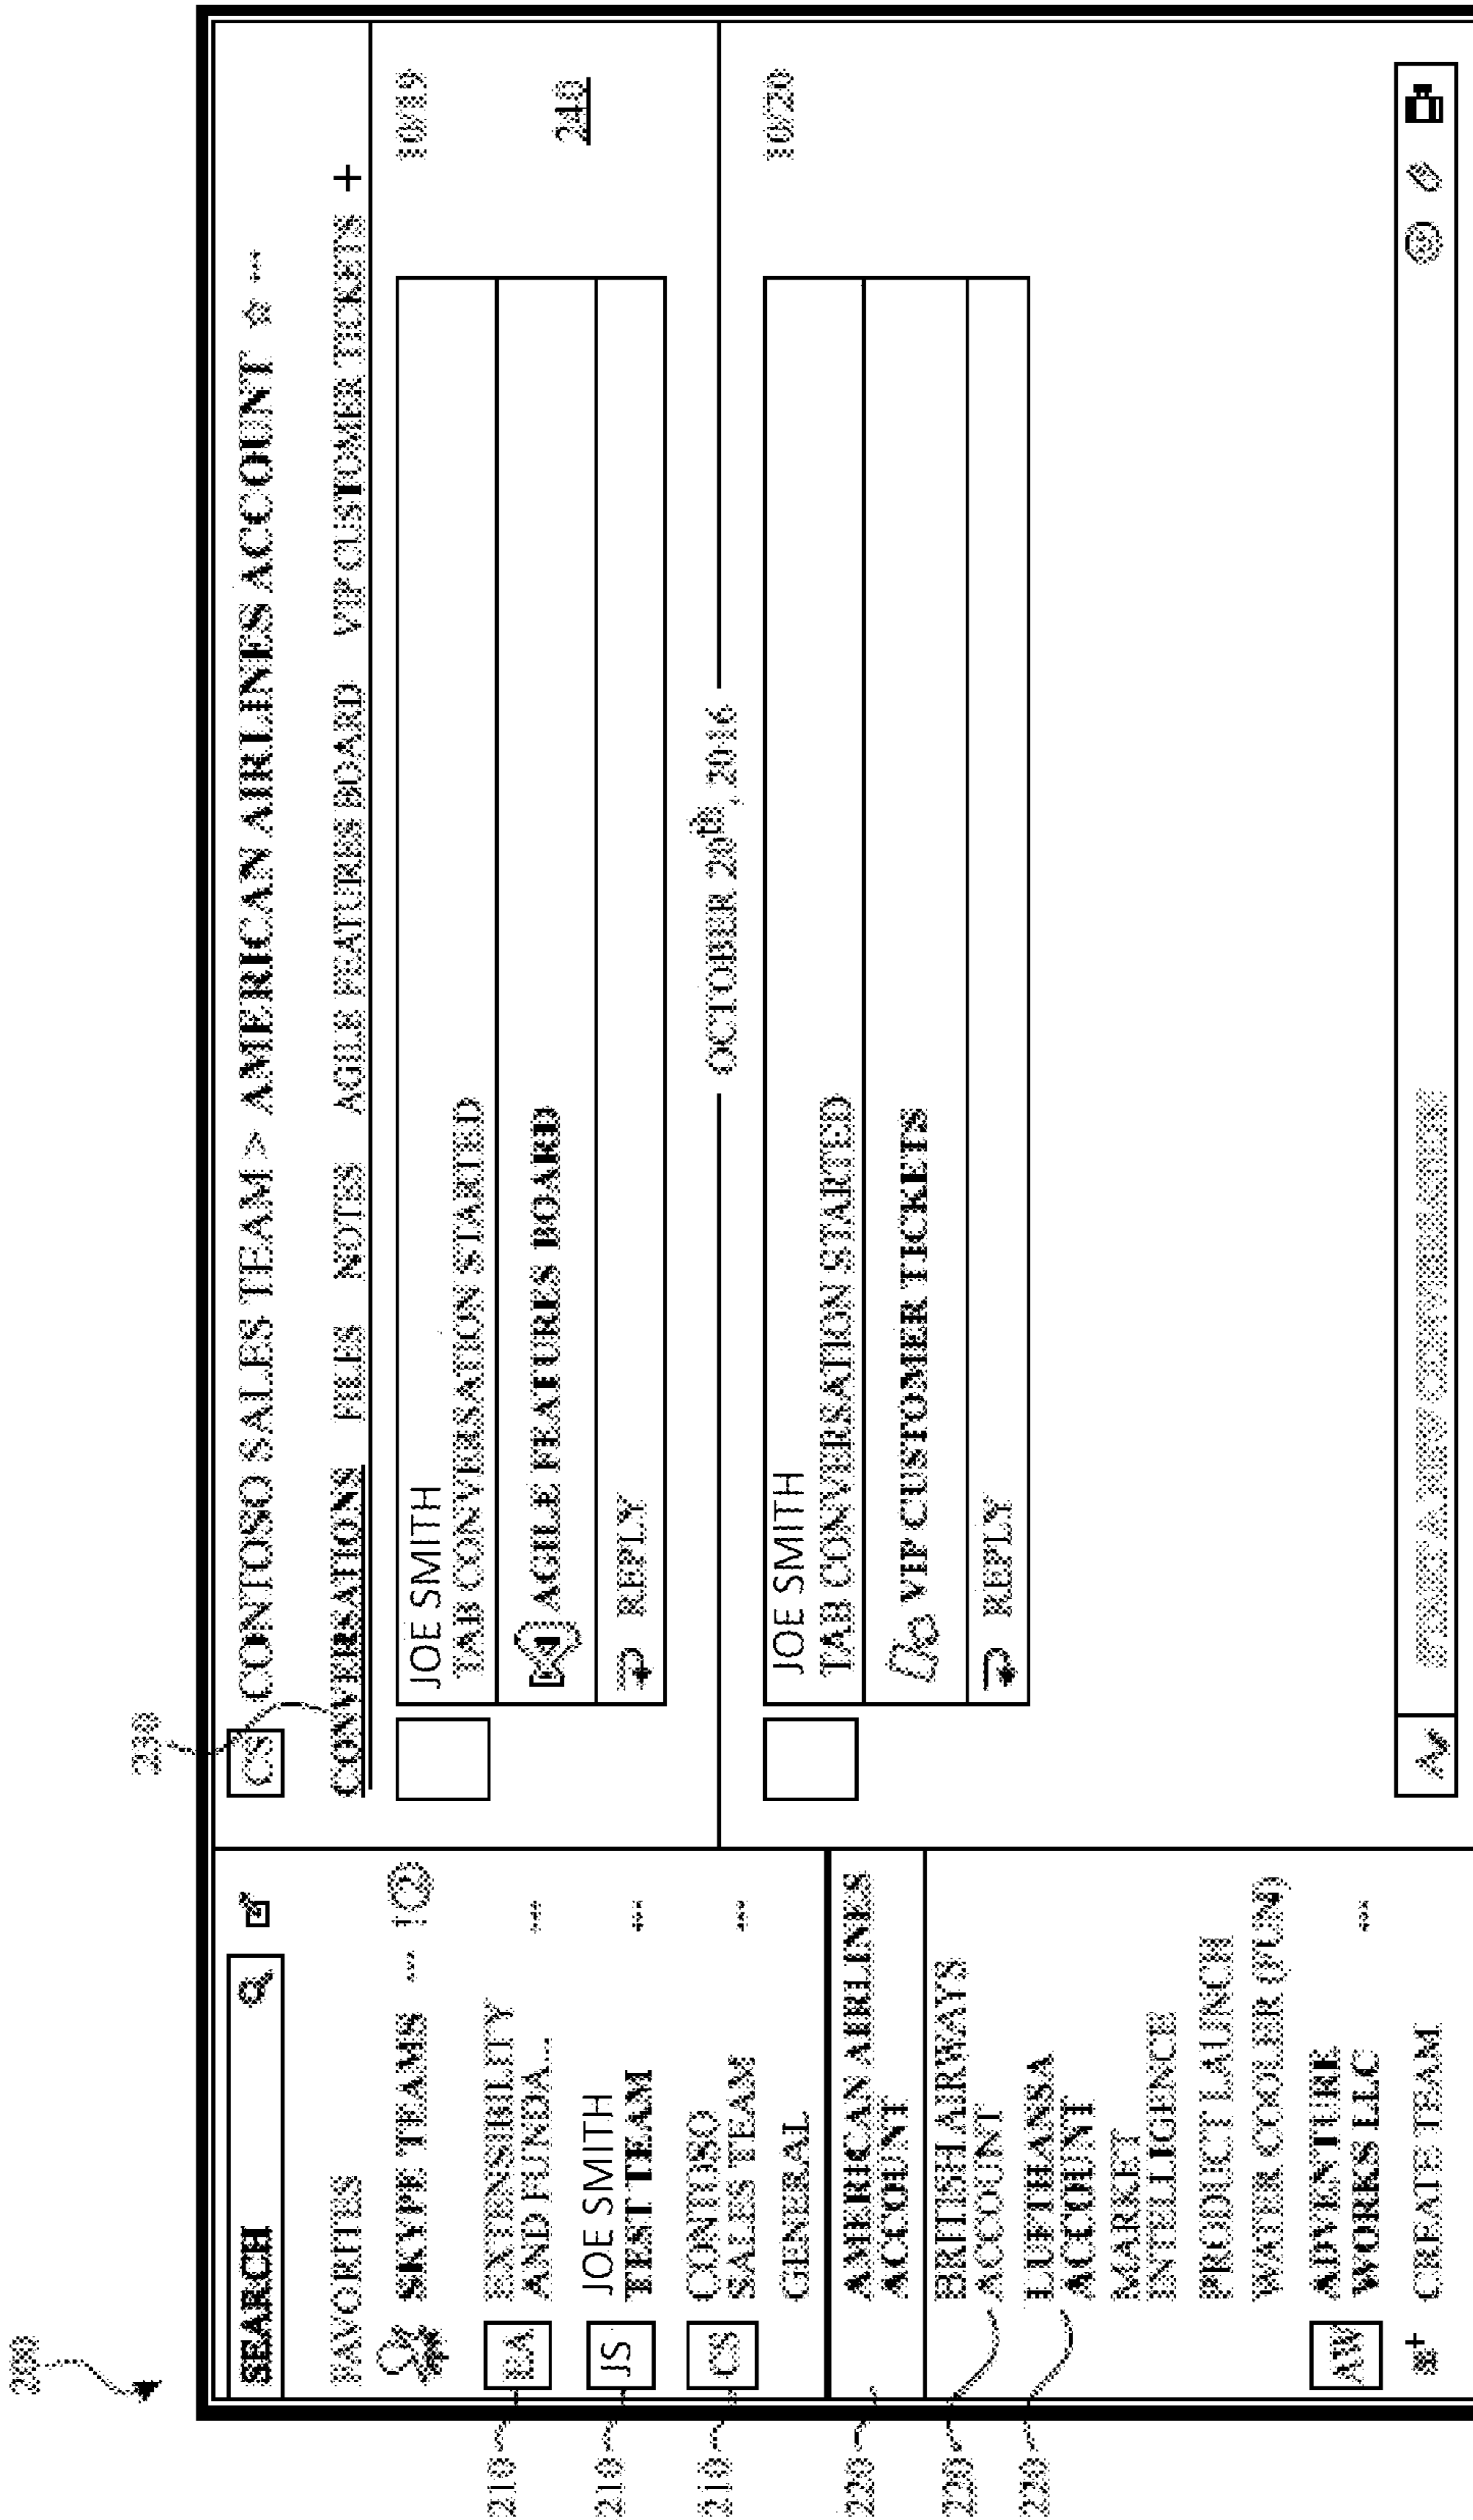 200
230
SEARCH
FAVORITES
SKYPE TEAMS ...
EA EXTENSIBILITY ...
AND FUNDA...
JS JOE SMITH ...
TEST TEAM
CS CONTOSO ...
SALES TEAM
GENERAL
AMERICAN AIRLINES
ACCOUNT
BRITISH AIRWAYS
ACCOUNT
LUFTHANSA
ACCOUNT
MARKET
INTELLIGENCE
PRODUCT LAUNCH
WATER COOLER (FUN)
AW ADVENTURE ...
WORKS LLC
CREATE TEAM
210
210
210
220
220
220
CS CONTOSO SALES TEAM > AMERICAN AIRLINES ACCOUNT ...
CONVERSATIONS FILES NOTES AGILE FEATURES BOARD VIP CUSTOMER TICKETS +
JOE SMITH 10/19
TAB CONVERSATION STARTED
AGILE FEATURES BOARD 240
REPLY
OCTOBER 20th, 2016
JOE SMITH 10/20
TAB CONVERSATION STARTED
VIP CUSTOMER TICKETS
REPLY